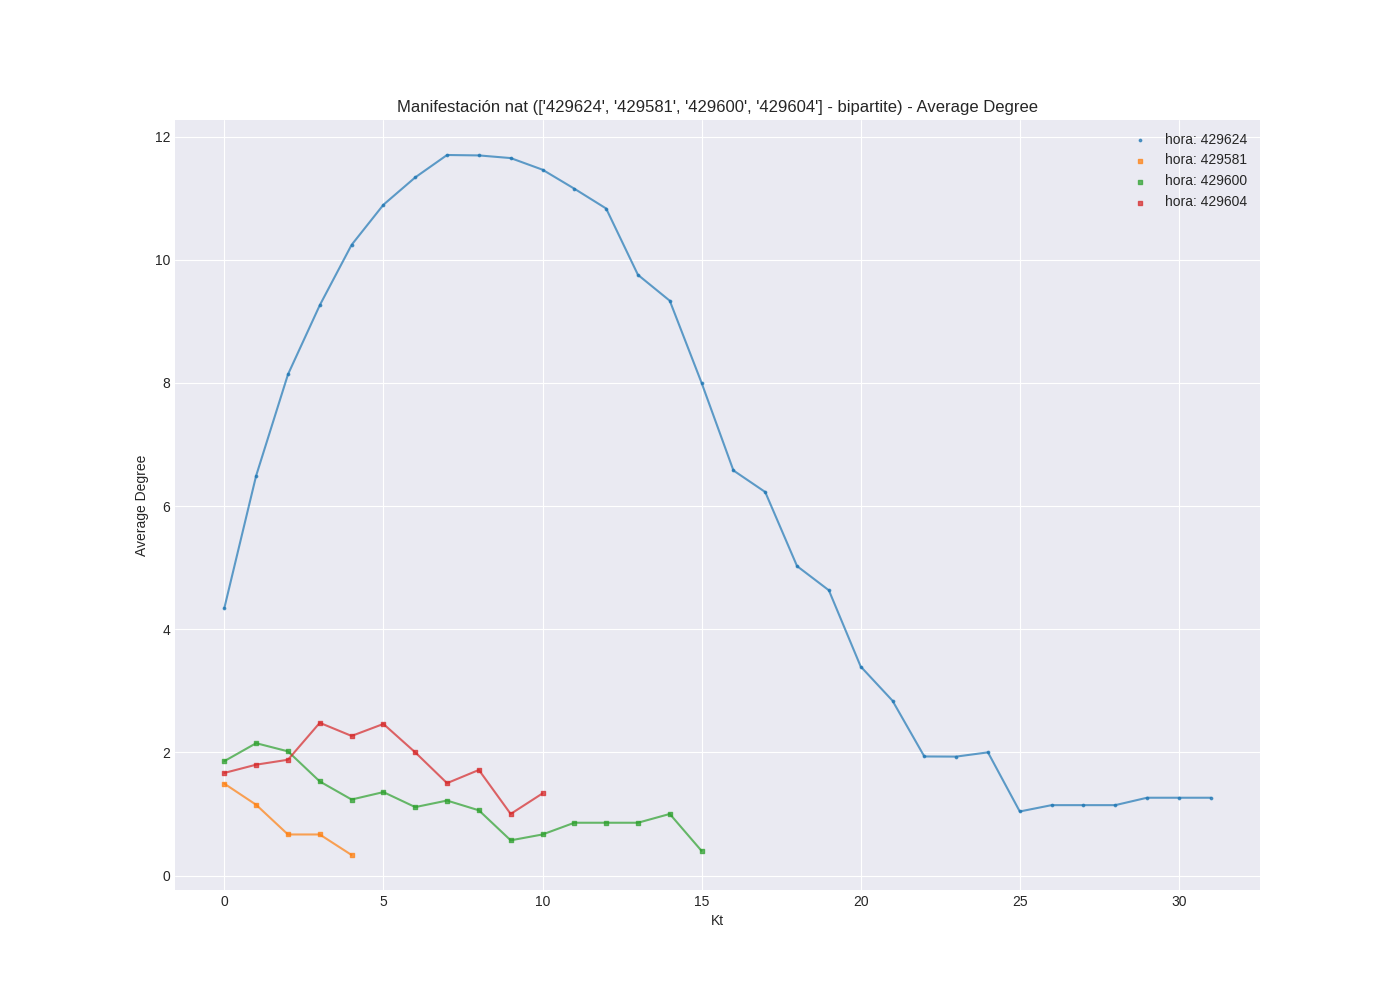 Manifestación nat (['429624', '429581', '429600', '429604'] - bipartite) - Average Degree
hora: 429624
hora: 429581
hora: 429600
hora: 429604
Average Degree
12
10
8
6
4
2
0
0 5 10 15 20 25 30
Kt